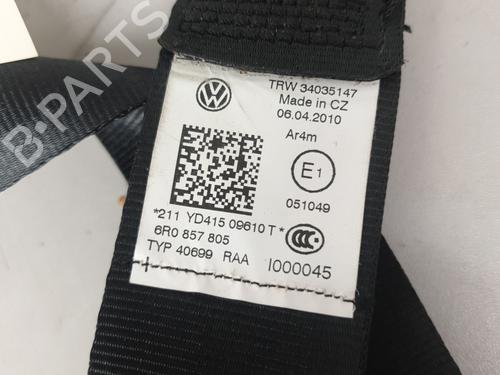 TRW 34035147
Made in CZ
06.04.2010
Ar4m
E1
051049
*211 YD415 09610 T*
6R0 857 805
TYP 40699 RAA
I000045
B-PARTS